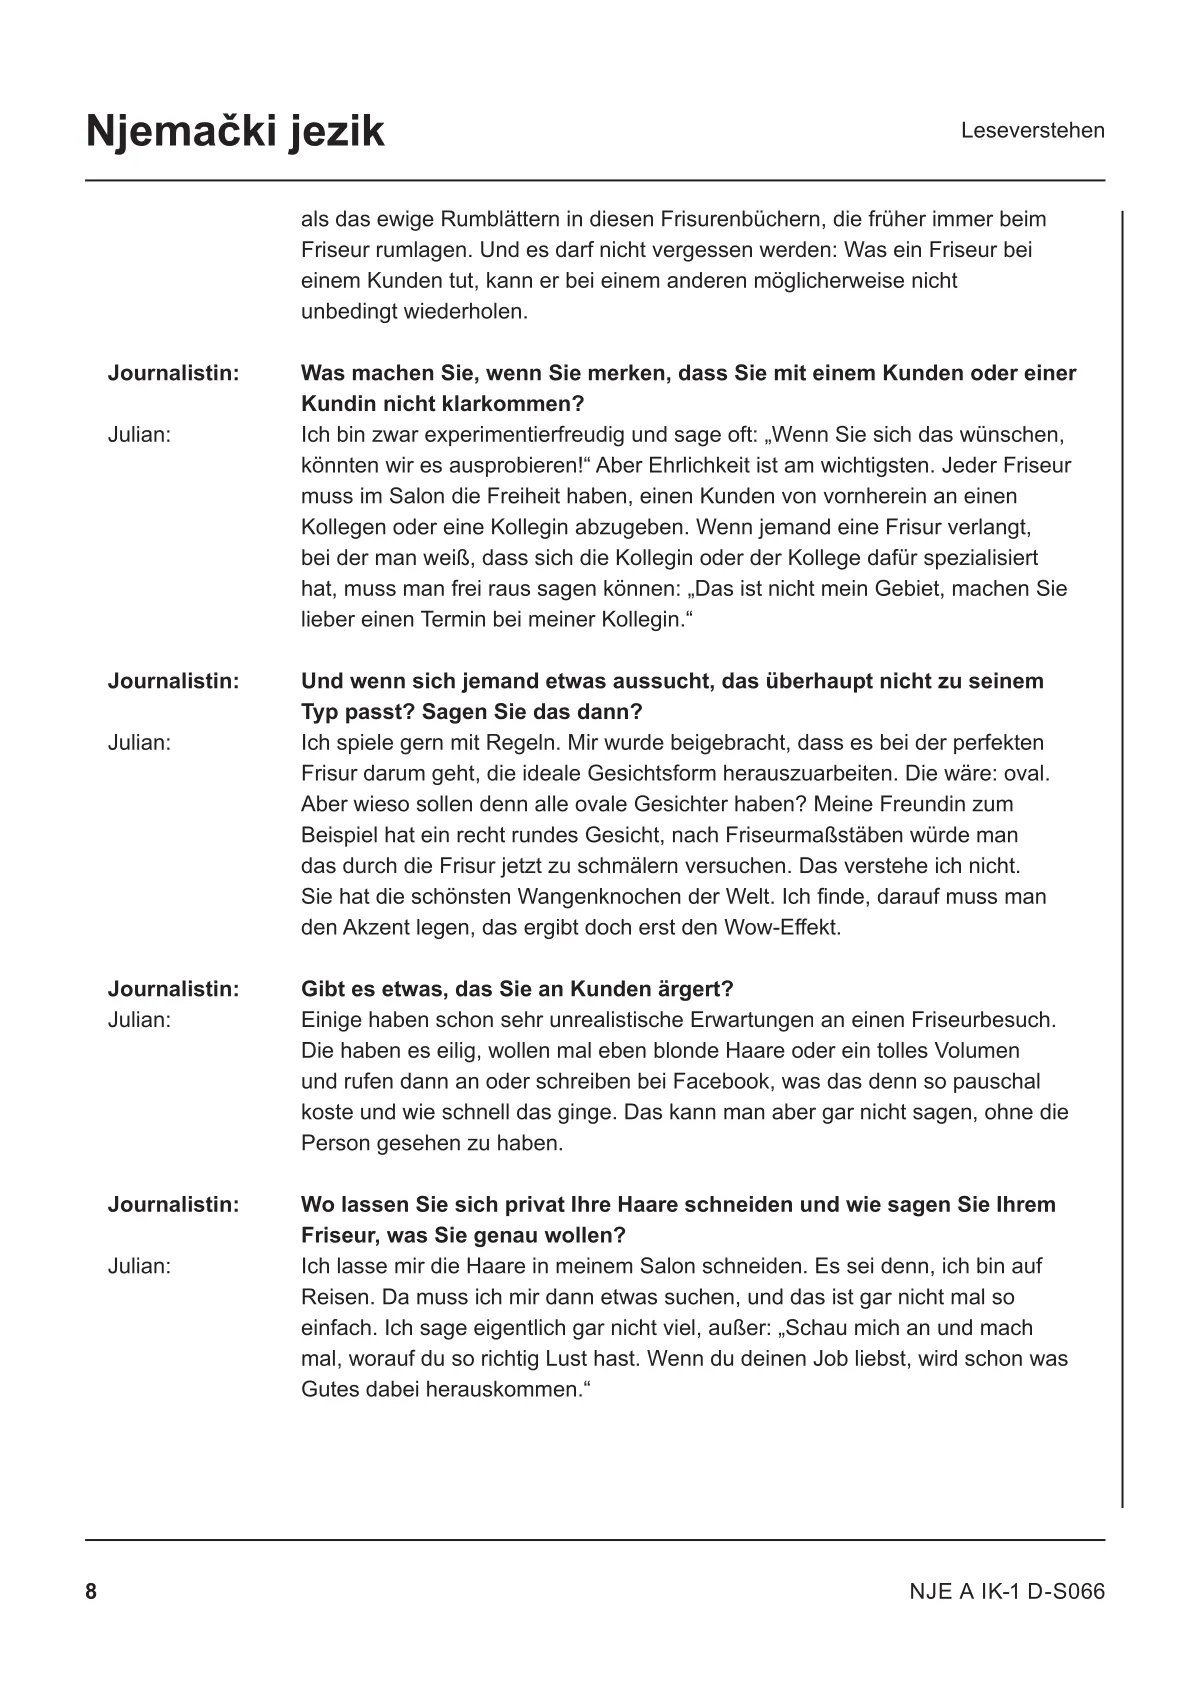 Njemački jezik
Leseverstehen
als das ewige Rumblättern in diesen Frisurenbüchern, die früher immer beim
Friseur rumlagen. Und es darf nicht vergessen werden: Was ein Friseur bei
einem Kunden tut, kann er bei einem anderen möglicherweise nicht
unbedingt wiederholen.
Journalistin: Was machen Sie, wenn Sie merken, dass Sie mit einem Kunden oder einer
Kundin nicht klarkommen?
Julian: Ich bin zwar experimentierfreudig und sage oft: „Wenn Sie sich das wünschen,
könnten wir es ausprobieren!“ Aber Ehrlichkeit ist am wichtigsten. Jeder Friseur
muss im Salon die Freiheit haben, einen Kunden von vornherein an einen
Kollegen oder eine Kollegin abzugeben. Wenn jemand eine Frisur verlangt,
bei der man weiß, dass sich die Kollegin oder der Kollege dafür spezialisiert
hat, muss man frei raus sagen können: „Das ist nicht mein Gebiet, machen Sie
lieber einen Termin bei meiner Kollegin.“
Journalistin: Und wenn sich jemand etwas aussucht, das überhaupt nicht zu seinem
Typ passt? Sagen Sie das dann?
Julian: Ich spiele gern mit Regeln. Mir wurde beigebracht, dass es bei der perfekten
Frisur darum geht, die ideale Gesichtsform herauszuarbeiten. Die wäre: oval.
Aber wieso sollen denn alle ovale Gesichter haben? Meine Freundin zum
Beispiel hat ein recht rundes Gesicht, nach Friseurmaßstäben würde man
das durch die Frisur jetzt zu schmälern versuchen. Das verstehe ich nicht.
Sie hat die schönsten Wangenknochen der Welt. Ich finde, darauf muss man
den Akzent legen, das ergibt doch erst den Wow-Effekt.
Journalistin: Gibt es etwas, das Sie an Kunden ärgert?
Julian: Einige haben schon sehr unrealistische Erwartungen an einen Friseurbesuch.
Die haben es eilig, wollen mal eben blonde Haare oder ein tolles Volumen
und rufen dann an oder schreiben bei Facebook, was das denn so pauschal
koste und wie schnell das ginge. Das kann man aber gar nicht sagen, ohne die
Person gesehen zu haben.
Journalistin: Wo lassen Sie sich privat Ihre Haare schneiden und wie sagen Sie Ihrem
Friseur, was Sie genau wollen?
Julian: Ich lasse mir die Haare in meinem Salon schneiden. Es sei denn, ich bin auf
Reisen. Da muss ich mir dann etwas suchen, und das ist gar nicht mal so
einfach. Ich sage eigentlich gar nicht viel, außer: „Schau mich an und mach
mal, worauf du so richtig Lust hast. Wenn du deinen Job liebst, wird schon was
Gutes dabei herauskommen.“
8
NJE A IK-1 D-S066